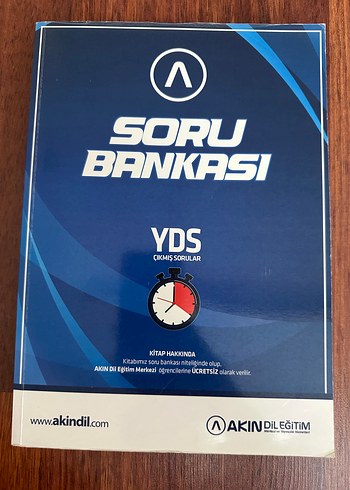 SORU
BANKASI
YDS
ÇIKMIŞ SORULAR
KİTAP HAKKINDA
Kitabımız soru bankası niteliğinde olup,
AKIN Dil Eğitim Merkezi öğrencilerine ÜCRETSİZ olarak verilir.
www.akindil.com
AKIN DİL EĞİTİM